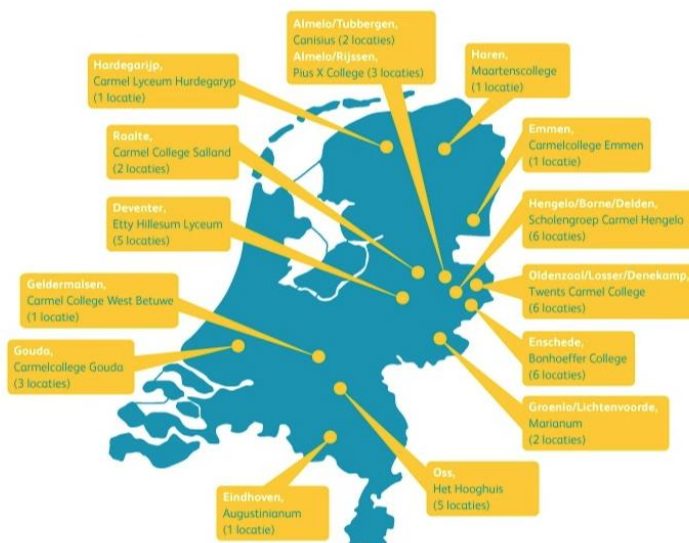 Almelo/Tubbergen,
Canisius (2 locaties)
Almelo/Rijssen,
Pius X College (3 locaties)
Hardegarijp,
Carmel Lyceum Hurdegaryp
(1 locatie)
Haren,
Maartenscollege
(1 locatie)
Raalte,
Carmel College Salland
(2 locaties)
Emmen,
Carmelcollege Emmen
(1 locatie)
Deventer,
Etty Hillesum Lyceum
(5 locaties)
Hengelo/Borne/Delden,
Scholengroep Carmel Hengelo
(6 locaties)
Oldenzaal/Losser/Denekamp,
Twents Carmel College
(6 locaties)
Geldermalsen,
Carmel College West Betuwe
(1 locatie)
Gouda,
Carmelcollege Gouda
(3 locaties)
Enschede,
Bonhoeffer College
(6 locaties)
Groenlo/Lichtenvoorde,
Marianum
(2 locaties)
Oss,
Het Hooghuis
(5 locaties)
Eindhoven,
Augustinianum
(1 locatie)